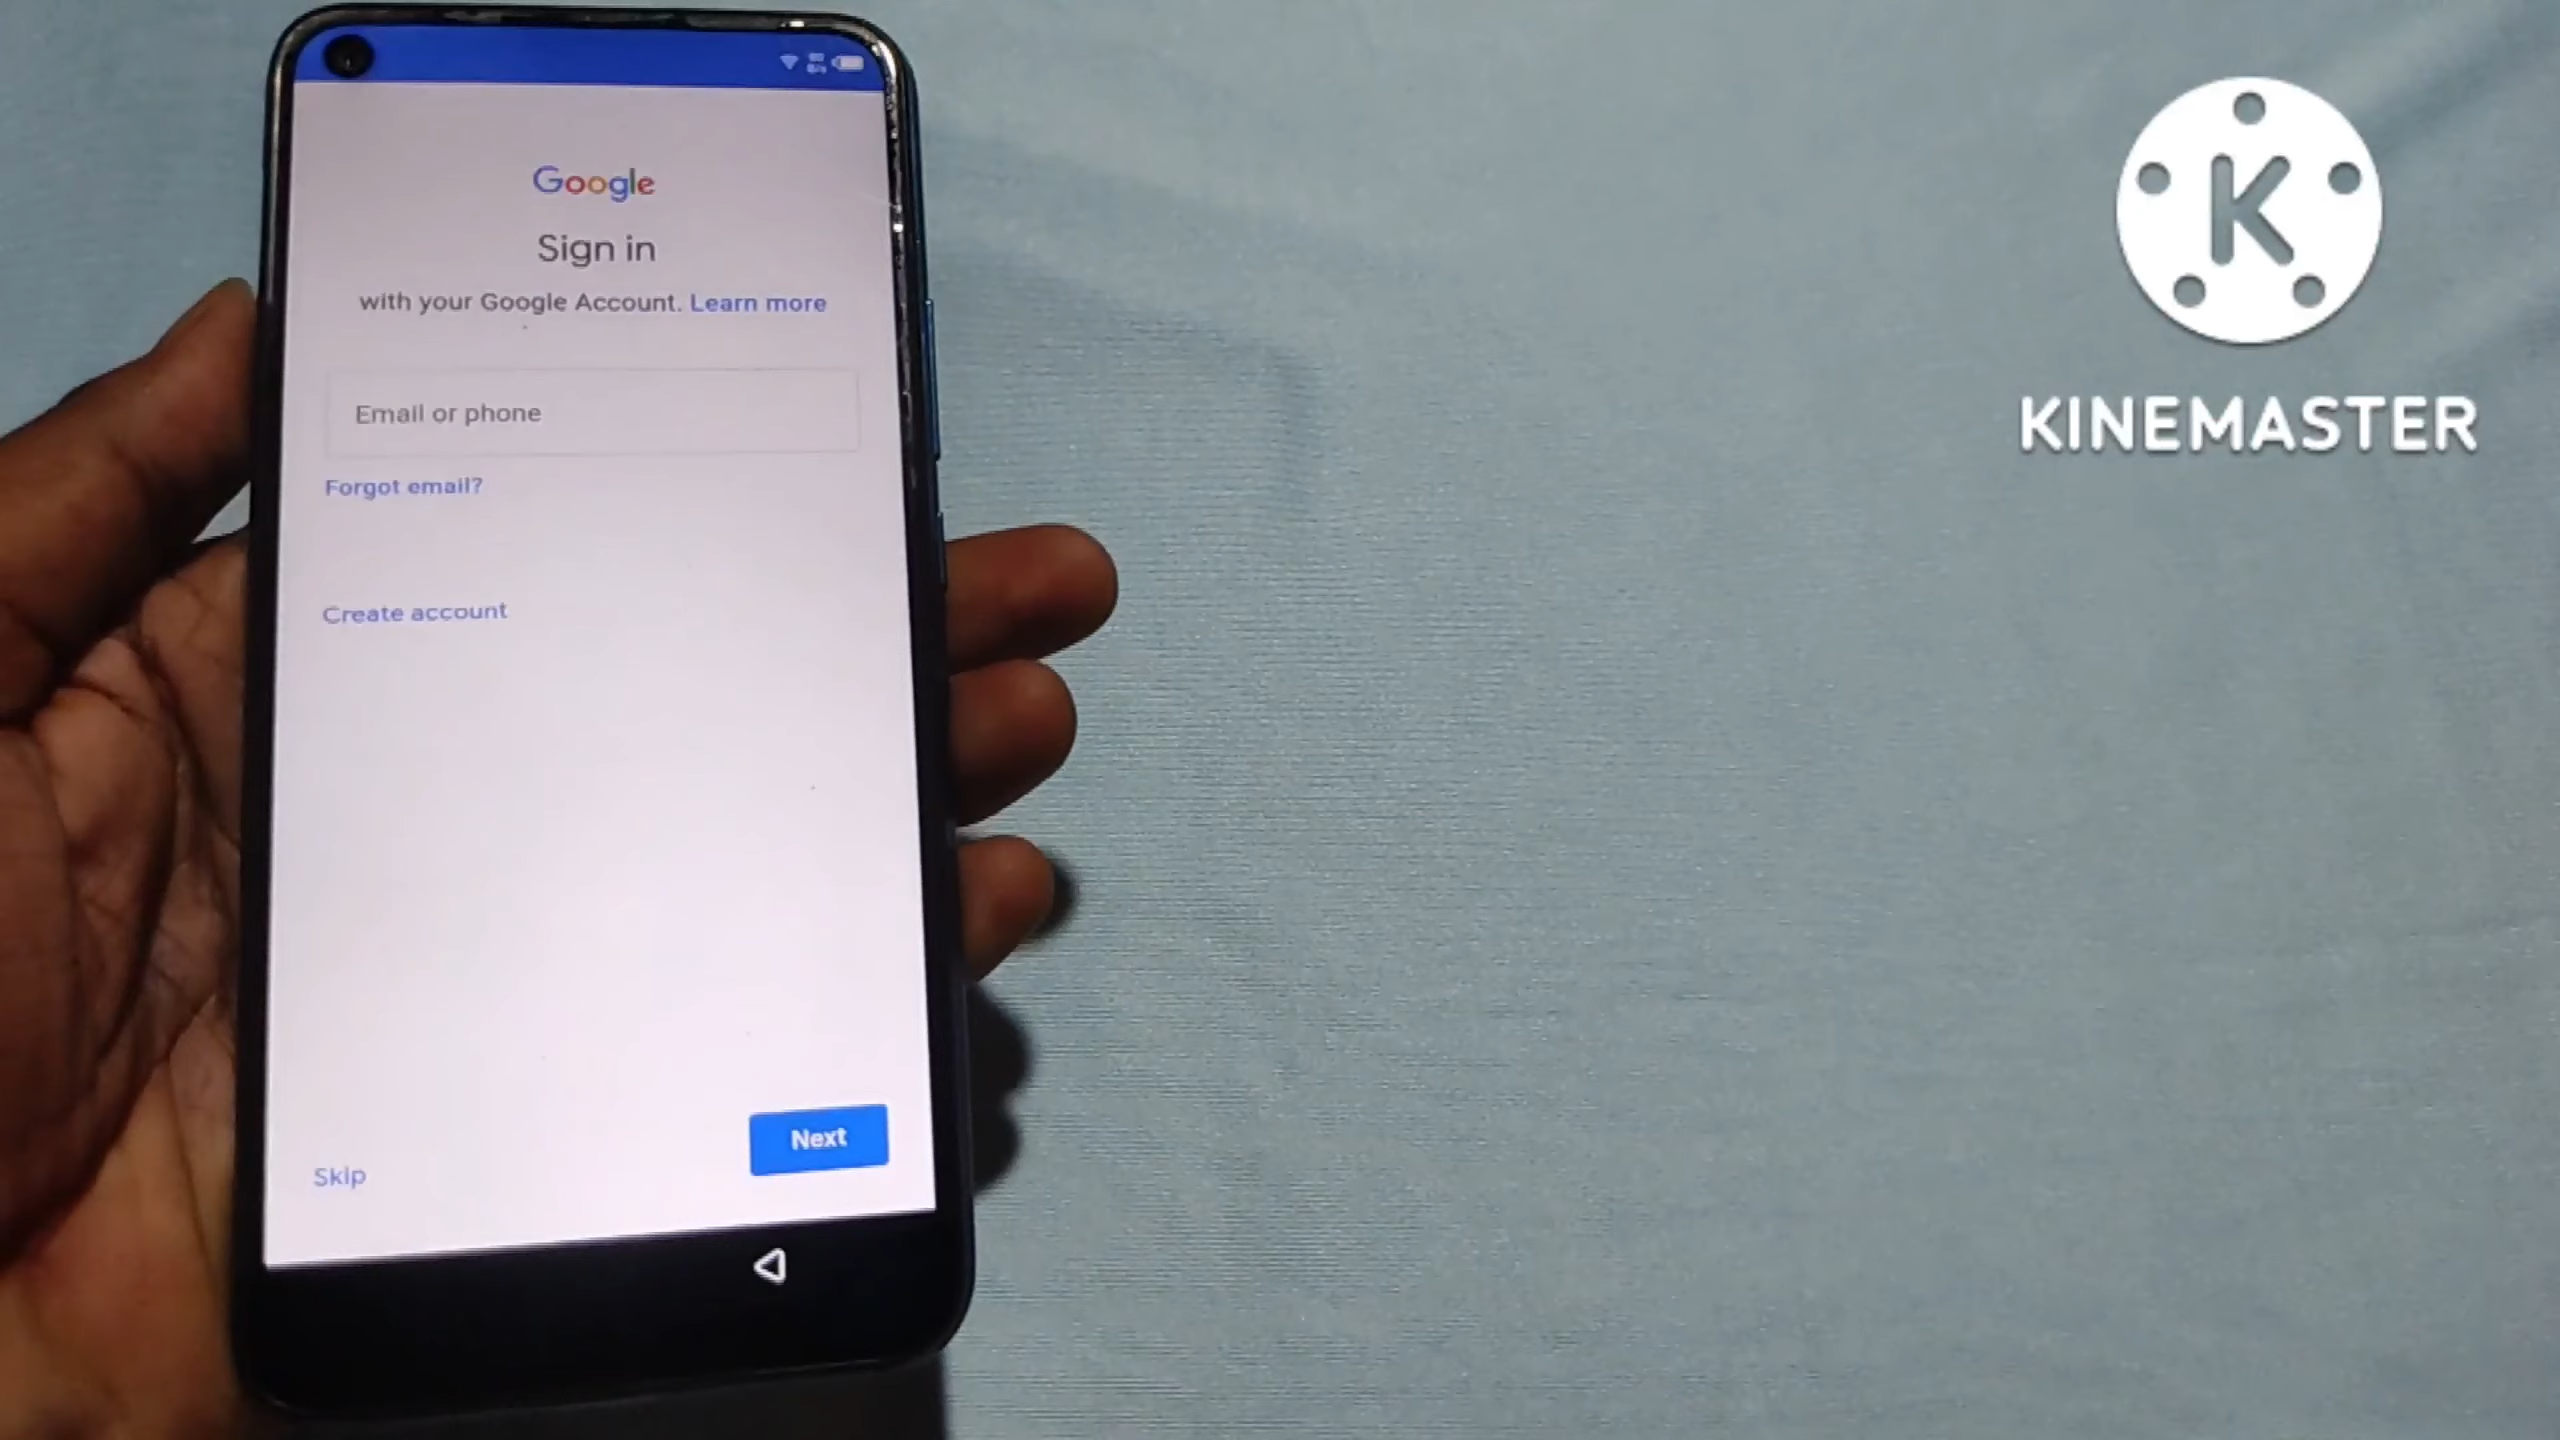 Google
Sign in
with your Google Account. Learn more
Email or phone
Forgot email?
Create account
Next
Skip
K
KINEMASTER